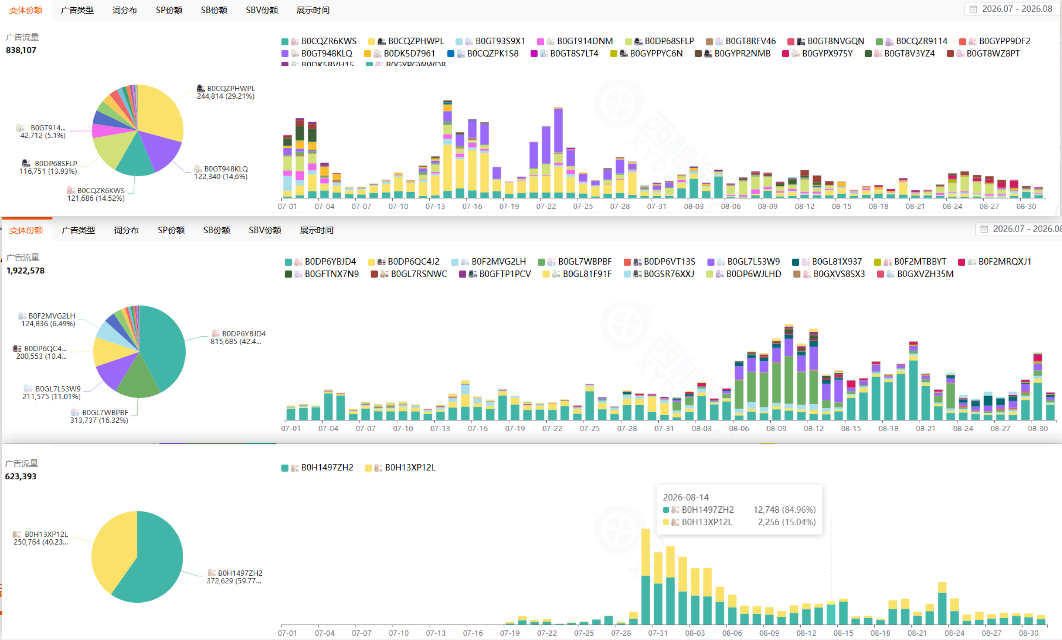 变体份额 广告类型 词分布 SP份额 SB份额 SBV份额 展示时间 2026.07 - 2026.08
广告流量
838,107
B0CQZR6KWS B0CQZPHWPL B0GT93S9X1 B0GT914DNM B0DP68SFLP B0GT8RFV46 B0GT8NVGQN B0CQZR9114 B0GYPP9DF2
B0GT948KLQ B0DK5D7961 B0CQZPK1S8 B0GT8S7LT4 B0GYPPYC6N B0GYPR2NMB B0GYPX975Y B0GT8V3YZ4 B0GT8WZ8PT
B0CQZPHWPL
244,814 (29.21%)
B0GT914...
42,712 (5.1%)
B0DP68SFLP
116,751 (13.93%)
B0GT948KLQ
122,340 (14.6%)
B0CQZR6KWS
121,686 (14.52%)
07-01 07-04 07-07 07-10 07-13 07-16 07-19 07-22 07-25 07-28 07-31 08-03 08-06 08-09 08-12 08-15 08-18 08-21 08-24 08-27 08-30
变体份额 广告类型 词分布 SP份额 SB份额 SBV份额 展示时间 2026.07 - 2026.08
广告流量
1,922,578
B0DP6YBJD4 B0DP6QC4J2 B0F2MVG2LH B0GL7WBPBF B0DP6VT13S B0GL7L53W9 B0GL81X937 B0F2MTBBYT B0F2MRQXJ1
B0GFTNX7N9 B0GL7RSNWC B0GFTP1PCV B0GL81F91F B0GSR76XXJ B0DP6WJLHD B0GXVS8SX3 B0GXVZH35M
B0F2MVG2LH
124,836 (6.49%)
B0DP6YBJD4
815,685 (42.4...
B0DP6QC4...
200,553 (10.4...
B0GL7L53W9
211,575 (11.01%)
B0GL7WBPBF
313,737 (16.32%)
07-01 07-04 07-07 07-10 07-13 07-16 07-19 07-22 07-25 07-28 07-31 08-03 08-06 08-09 08-12 08-15 08-18 08-21 08-24 08-27 08-30
广告流量
623,393
B0H1497ZH2 B0H13XP12L
2026-08-14
B0H1497ZH2 12,748 (84.96%)
B0H13XP12L 2,256 (15.04%)
B0H13XP12L
250,764 (40.23...
B0H1497ZH2
372,629 (59.77...
07-01 07-04 07-07 07-10 07-13 07-16 07-19 07-22 07-25 07-28 07-31 08-03 08-06 08-09 08-12 08-15 08-18 08-21 08-24 08-27 08-30